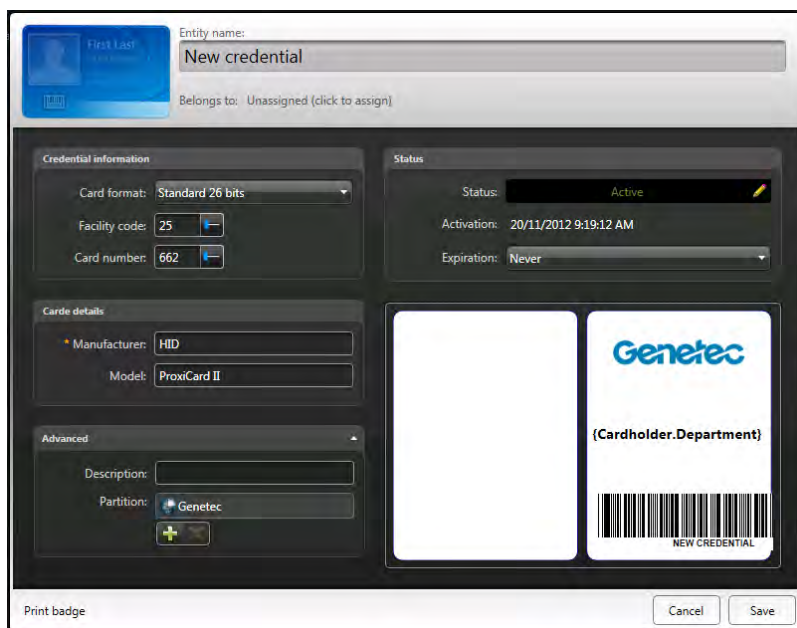 First Last
Entity name:
New credential
Belongs to: Unassigned (click to assign)
Credential information
Card format: Standard 26 bits
Facility code: 25
Card number: 662
Status
Status: Active
Activation: 20/11/2012 9:19:12 AM
Expiration: Never
Carde details
* Manufacturer: HID
Model: ProxiCard II
Advanced
Description:
Partition: Genetec
Genetec
{Cardholder.Department}
NEW CREDENTIAL
Print badge
Cancel
Save